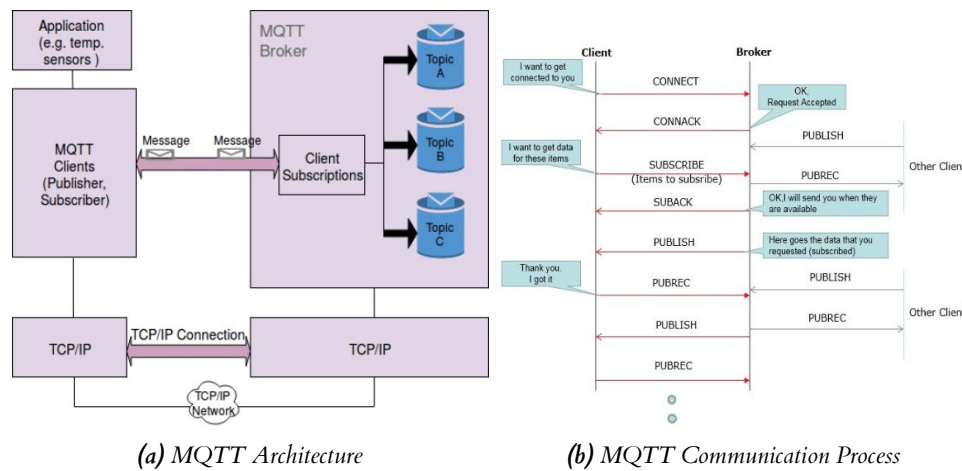 Application
(e.g. temp.
sensors )
MQTT
Broker
Topic
A
Topic
B
Topic
C
MQTT
Clients
(Publisher,
Subscriber)
Message
Message
Client
Subscriptions
TCP/IP
TCP/IP Connection
TCP/IP
TCP/IP
Network
(a) MQTT Architecture
Client
Broker
I want to get
connected to you
CONNECT
OK,
Request Accepted
CONNACK
PUBLISH
I want to get data
for these items
SUBSCRIBE
(Items to subsribe)
PUBREC
Other Clien
SUBACK
OK,I will send you when they
are available
PUBLISH
Here goes the data that you
requested (subscribed)
Thank you.
I got it
PUBREC
PUBLISH
PUBLISH
PUBREC
Other Clien
PUBREC
(b) MQTT Communication Process